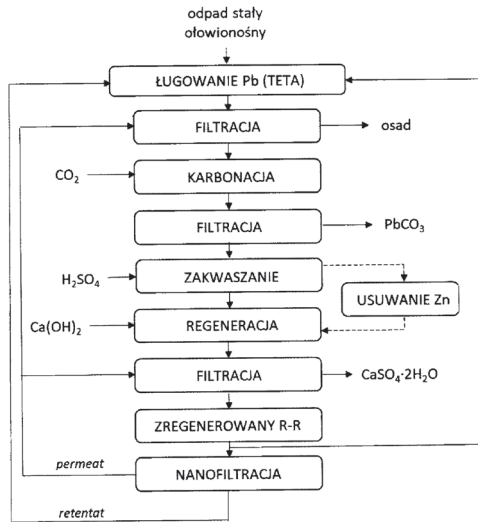 odpad stały
ołowionośny
ŁUGOWANIE Pb (TETA)
FILTRACJA
osad
CO₂
KARBONACJA
FILTRACJA
PbCO₃
H₂SO₄
ZAKWASZANIE
USUWANIE Zn
Ca(OH)₂
REGENERACJA
FILTRACJA
CaSO₄·2H₂O
ZREGENEROWANY R-R
permeat
NANOFILTRACJA
retentat